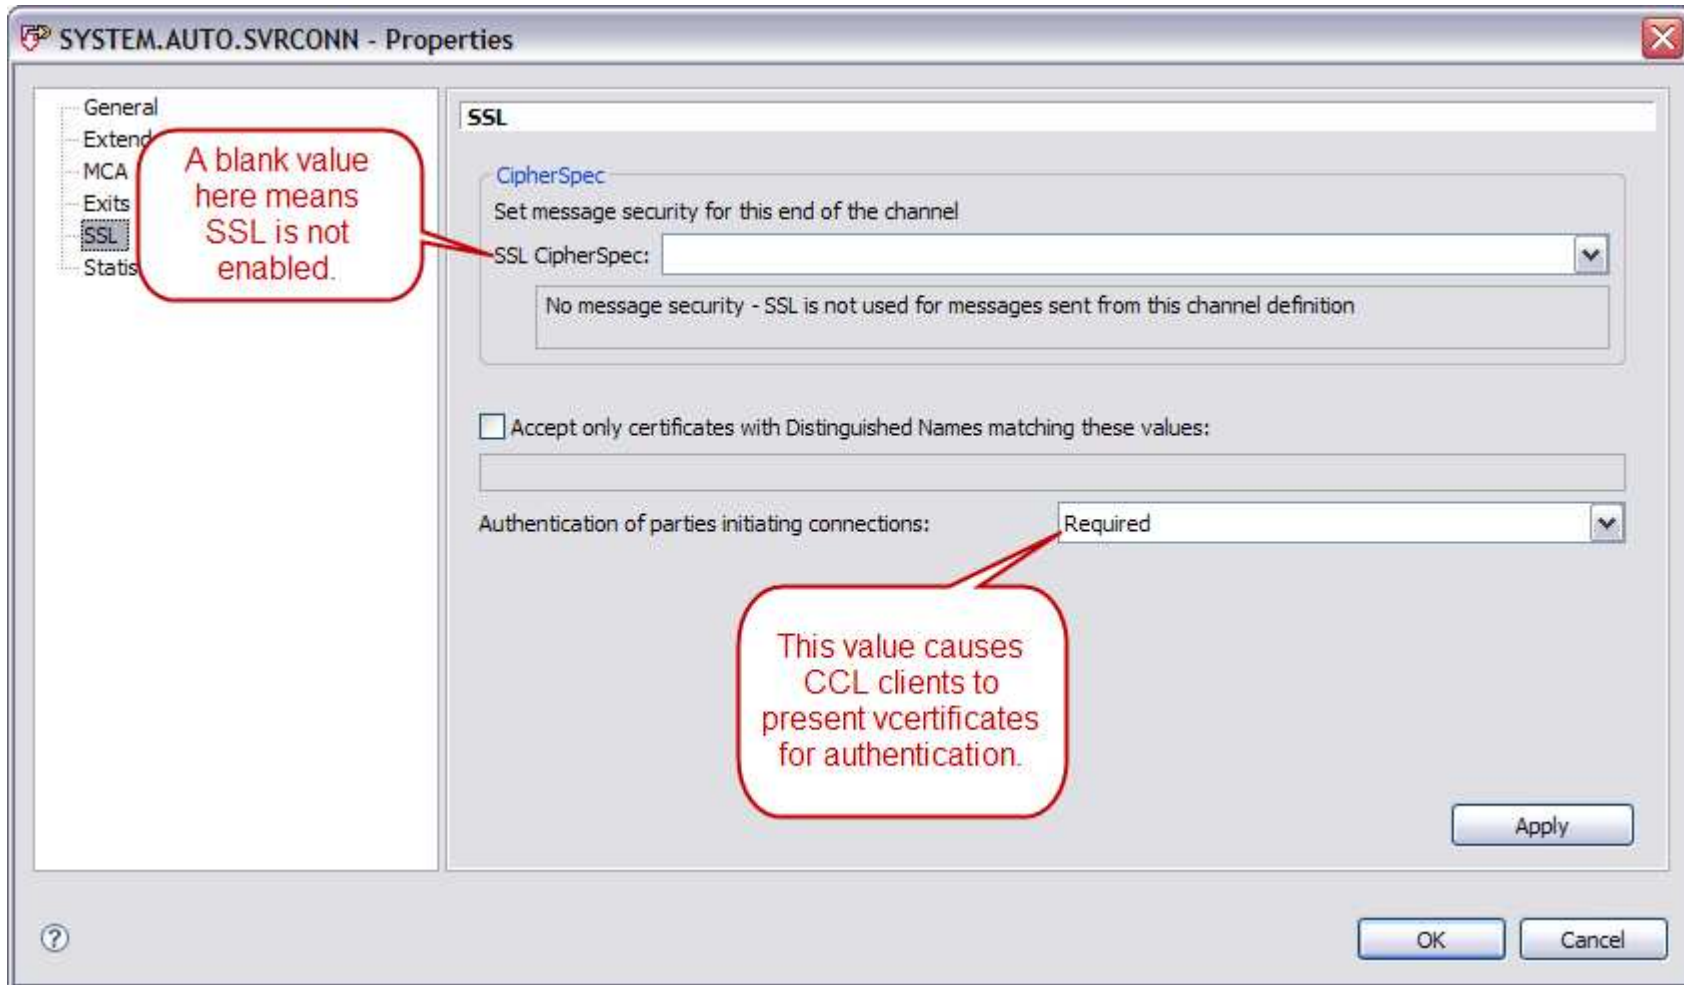 SYSTEM.AUTO.SVRCONN - Properties
General
Extend
MCA
Exits
SSL
Statis
A blank value
here means
SSL is not
enabled.
SSL
CipherSpec
Set message security for this end of the channel
SSL CipherSpec:
No message security - SSL is not used for messages sent from this channel definition
Accept only certificates with Distinguished Names matching these values:
Authentication of parties initiating connections: Required
This value causes
CCL clients to
present vcertificates
for authentication.
Apply
?
OK Cancel